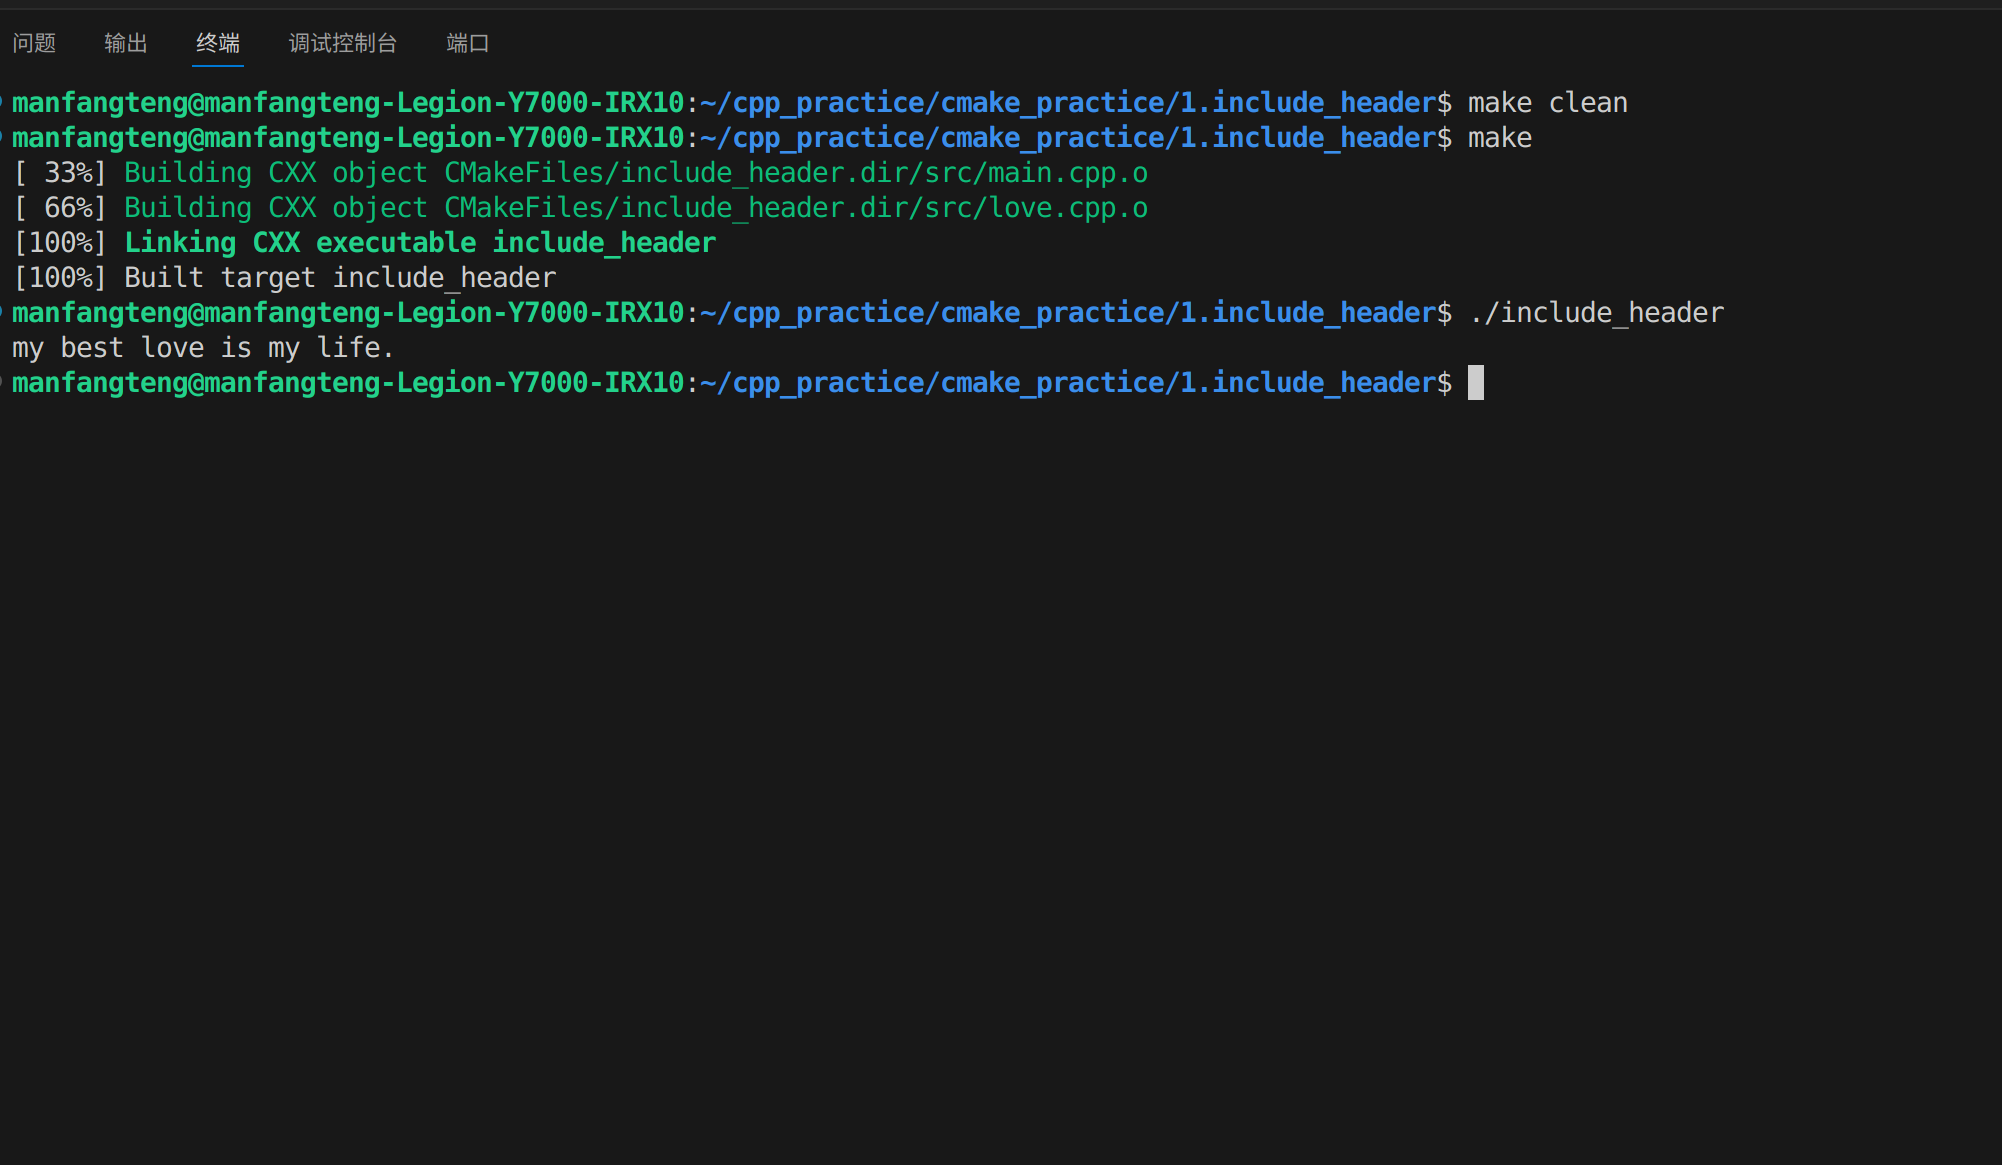 问题 输出 终端 调试控制台 端口
manfangteng@manfangteng-Legion-Y7000-IRX10:~/cpp_practice/cmake_practice/1.include_header$ make clean
manfangteng@manfangteng-Legion-Y7000-IRX10:~/cpp_practice/cmake_practice/1.include_header$ make
[ 33%] Building CXX object CMakeFiles/include_header.dir/src/main.cpp.o
[ 66%] Building CXX object CMakeFiles/include_header.dir/src/love.cpp.o
[100%] Linking CXX executable include_header
[100%] Built target include_header
manfangteng@manfangteng-Legion-Y7000-IRX10:~/cpp_practice/cmake_practice/1.include_header$ ./include_header
my best love is my life.
manfangteng@manfangteng-Legion-Y7000-IRX10:~/cpp_practice/cmake_practice/1.include_header$